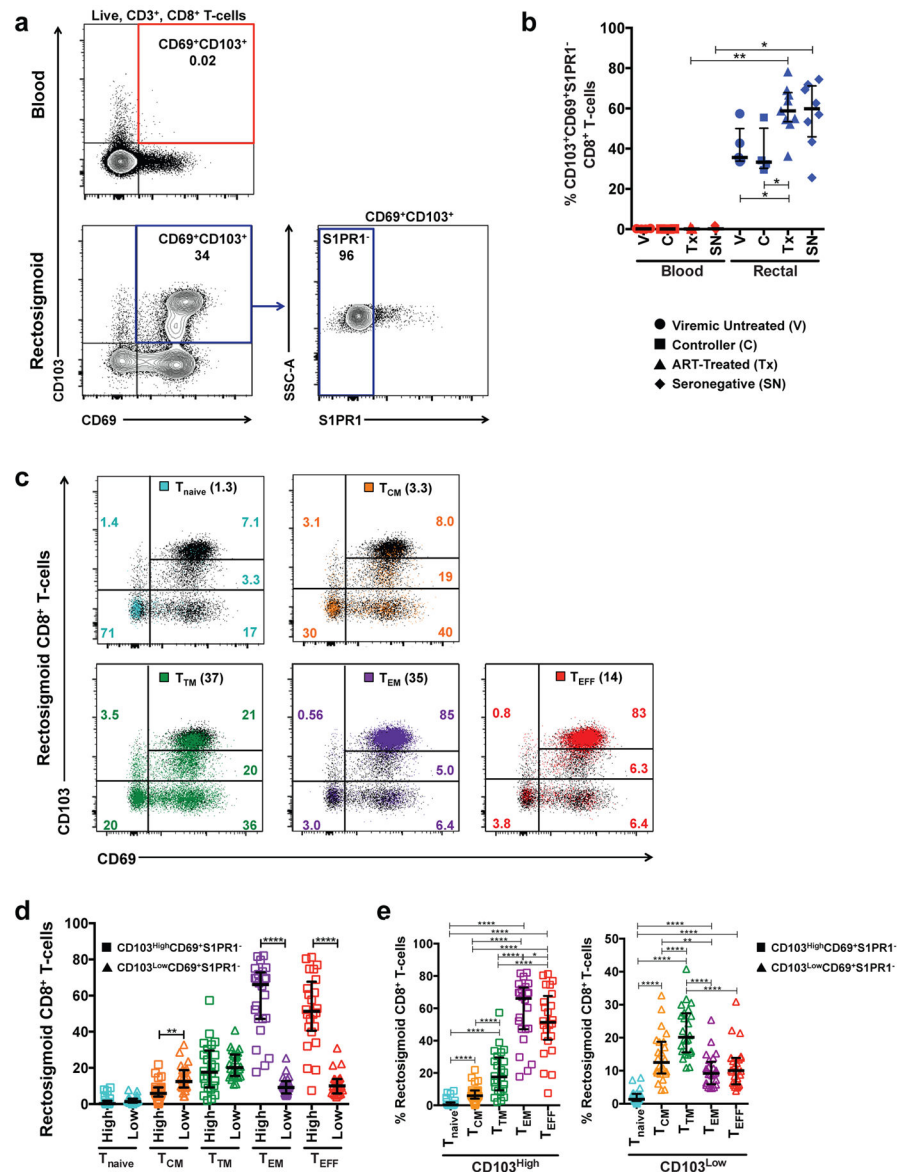 a
Live, CD3⁺, CD8⁺ T-cells
Blood
CD69⁺CD103⁺
0.02
Rectosigmoid
CD69⁺CD103⁺
34
CD103
CD69
CD69⁺CD103⁺
S1PR1⁻
96
SSC-A
S1PR1
b
% CD103⁺CD69⁺S1PR1⁻
CD8⁺ T-cells
100
80
60
40
20
0
*
**
*
*
V C Tx SN V C Tx SN
Blood Rectal
Viremic Untreated (V)
Controller (C)
ART-Treated (Tx)
Seronegative (SN)
c
Rectosigmoid CD8⁺ T-cells
CD103
CD69
Tnaive (1.3)
1.4 7.1
3.3
71 17
TCM (3.3)
3.1 8.0
19
30 40
TTM (37)
3.5 21
20
20 36
TEM (35)
0.56 85
5.0
3.0 6.4
TEFF (14)
0.8 83
6.3
3.8 6.4
d
Rectosigmoid CD8⁺ T-cells
100
80
60
40
20
0
CD103HighCD69⁺S1PR1⁻
CD103LowCD69⁺S1PR1⁻
**
****
****
High Low High Low High Low High Low High Low
Tnaive TCM TTM TEM TEFF
e
% Rectosigmoid CD8⁺ T-cells
100
80
60
40
20
0
****
****
****
****
**** *
****
****
****
****
Tnaive TCM TTM TEM TEFF
CD103High
% Rectosigmoid CD8⁺ T-cells
50
40
30
20
10
0
****
****
**
****
****
**** ****
****
Tnaive TCM TTM TEM TEFF
CD103Low
CD103HighCD69⁺S1PR1⁻
CD103LowCD69⁺S1PR1⁻